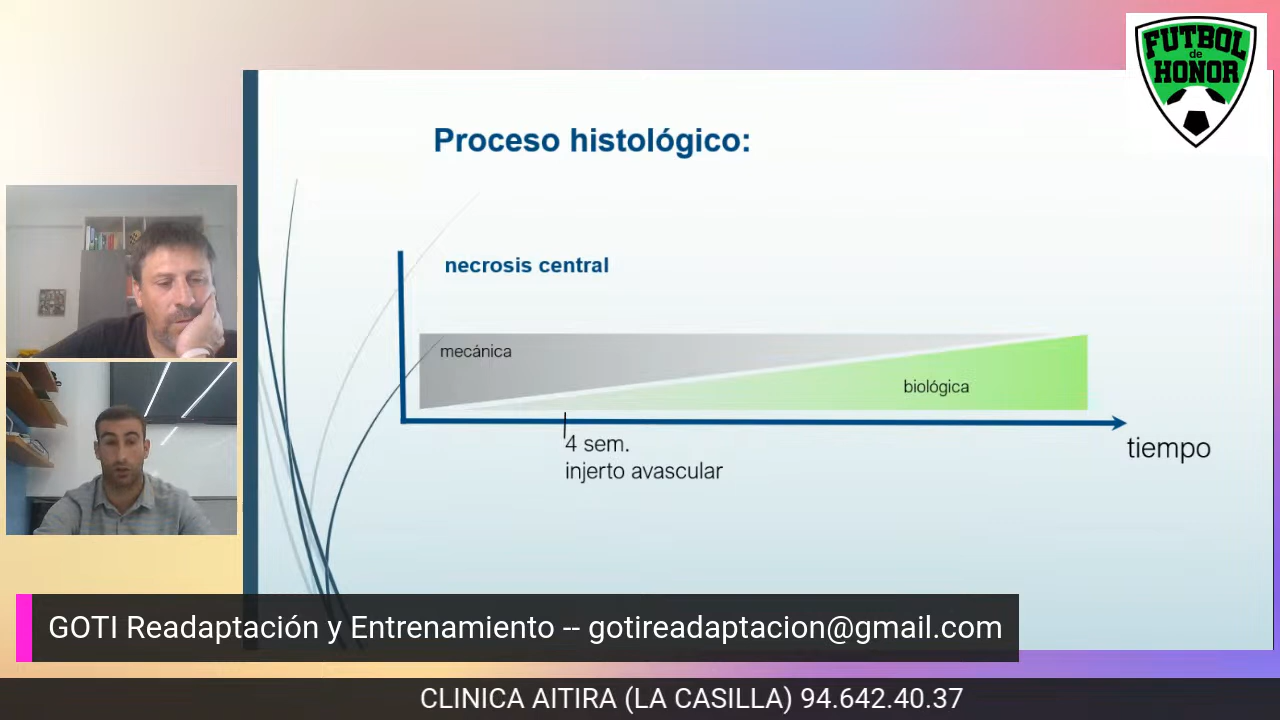 FUTBOL
de
HONOR
Proceso histológico:
necrosis central
mecánica
biológica
4 sem.
injerto avascular
tiempo
GOTI Readaptación y Entrenamiento -- gotireadaptacion@gmail.com
CLINICA AITIRA (LA CASILLA) 94.642.40.37